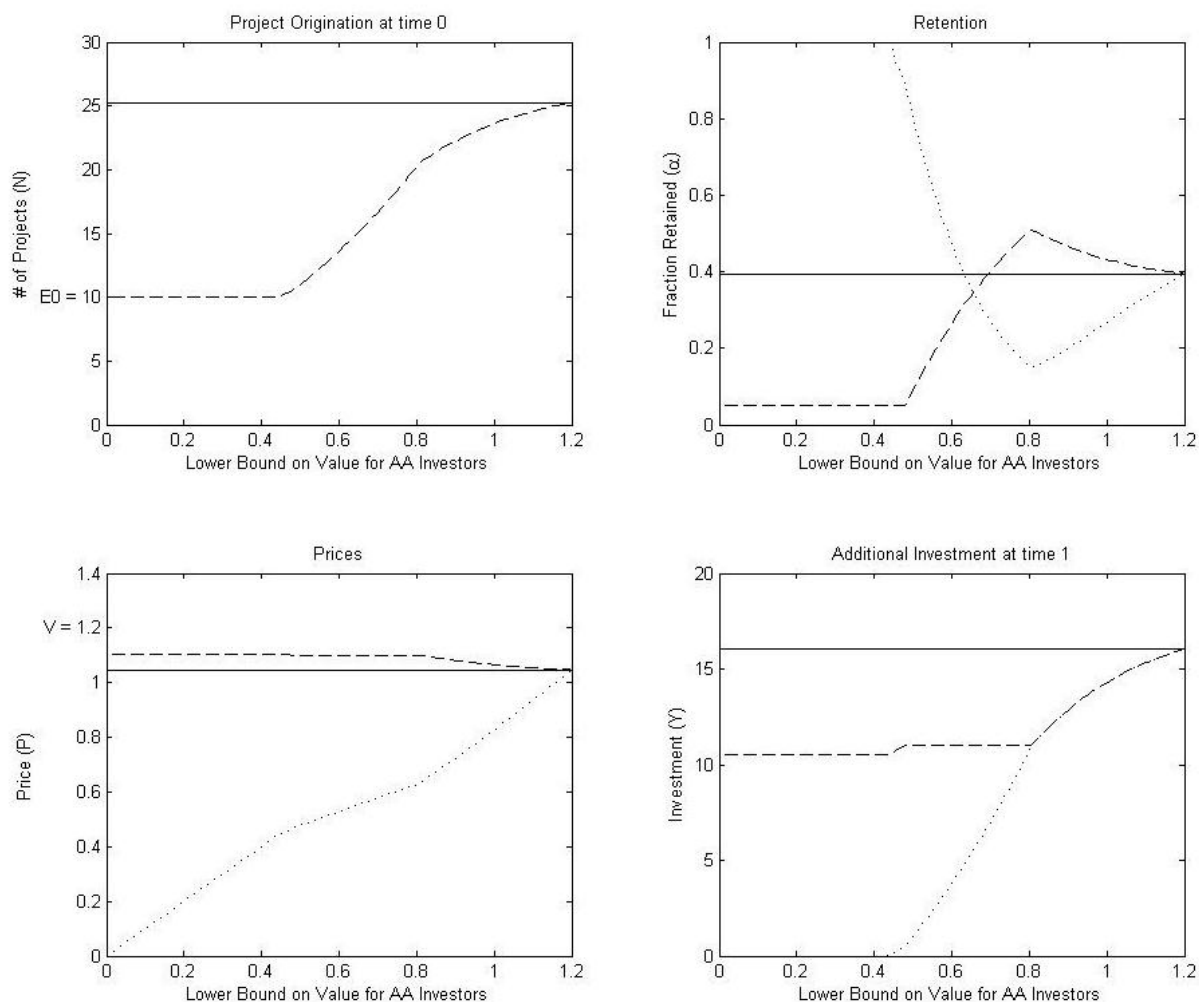 Project Origination at time 0
30
25
20
15
E0 = 10
5
0
# of Projects (N)
0 0.2 0.4 0.6 0.8 1 1.2
Lower Bound on Value for AA Investors
Retention
1
0.8
0.6
0.4
0.2
0
Fraction Retained (α)
0 0.2 0.4 0.6 0.8 1 1.2
Lower Bound on Value for AA Investors
Prices
1.4
V = 1.2
1
0.8
0.6
0.4
0.2
0
Price (P)
0 0.2 0.4 0.6 0.8 1 1.2
Lower Bound on Value for AA Investors
Additional Investment at time 1
20
15
10
5
0
Investment (Y)
0 0.2 0.4 0.6 0.8 1 1.2
Lower Bound on Value for AA Investors